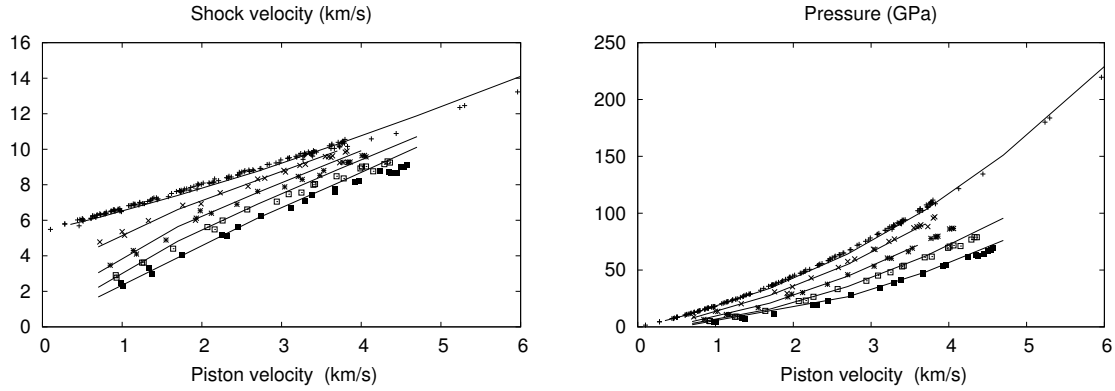 Shock velocity (km/s)
16
14
12
10
8
6
4
2
0
0 1 2 3 4 5 6
Piston velocity (km/s)
Pressure (GPa)
250
200
150
100
50
0
0 1 2 3 4 5 6
Piston velocity (km/s)